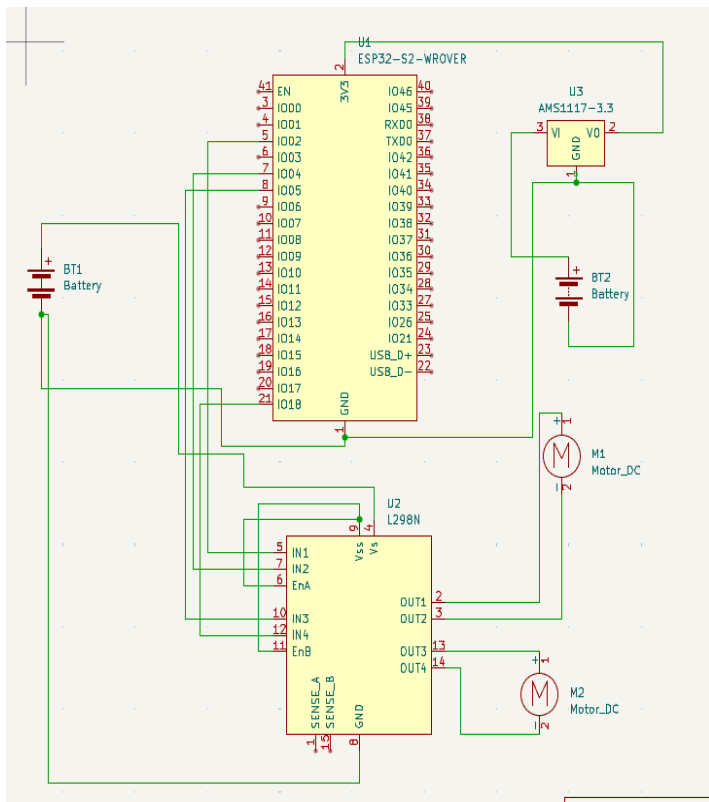 U1
ESP32-S2-WROVER
2
3V3
41 EN IO46 40
3 IO00 IO45 39
4 IO01 RXD0 38
5 IO02 TXD0 37
6 IO03 IO42 36
7 IO04 IO41 35
8 IO05 IO40 34
9 IO06 IO39 33
10 IO07 IO38 32
11 IO08 IO37 31
12 IO09 IO36 30
13 IO10 IO35 29
14 IO11 IO34 28
15 IO12 IO33 27
16 IO13 IO26 25
17 IO14 IO21 24
18 IO15 USB_D+ 23
19 IO16 USB_D- 22
20 IO17
21 IO18
GND
1
U3
AMS1117-3.3
3 VI VO 2
GND
1
+
BT1
Battery
+
BT2
Battery
+ 1
M
M1
Motor_DC
- 2
U2
L298N
9 4
Vss Vs
5 IN1
7 IN2
6 EnA
10 IN3
12 IN4
11 EnB
OUT1 2
OUT2 3
OUT3 13
OUT4 14
SENSE_A
SENSE_B
GND
1 15 8
+ 1
M
M2
Motor_DC
- 2